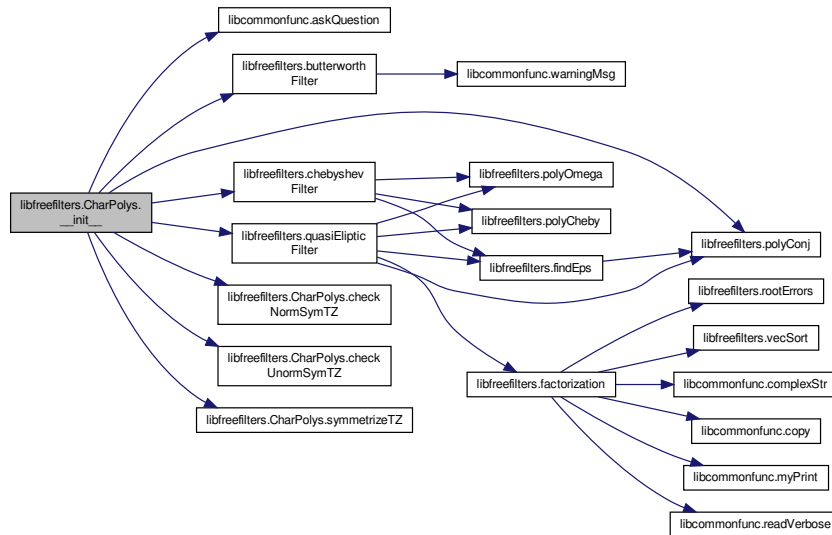 libcommonfunc.askQuestion
libfreefilters.butterworth
Filter
libcommonfunc.warningMsg
libfreefilters.CharPolys.
__init__
libfreefilters.chebyshev
Filter
libfreefilters.polyOmega
libfreefilters.polyCheby
libfreefilters.quasiEliptic
Filter
libfreefilters.polyConj
libfreefilters.findEps
libfreefilters.CharPolys.check
NormSymTZ
libfreefilters.rootErrors
libfreefilters.vecSort
libfreefilters.CharPolys.check
UnormSymTZ
libfreefilters.factorization
libcommonfunc.complexStr
libfreefilters.CharPolys.symmetrizeTZ
libcommonfunc.copy
libcommonfunc.myPrint
libcommonfunc.readVerbose